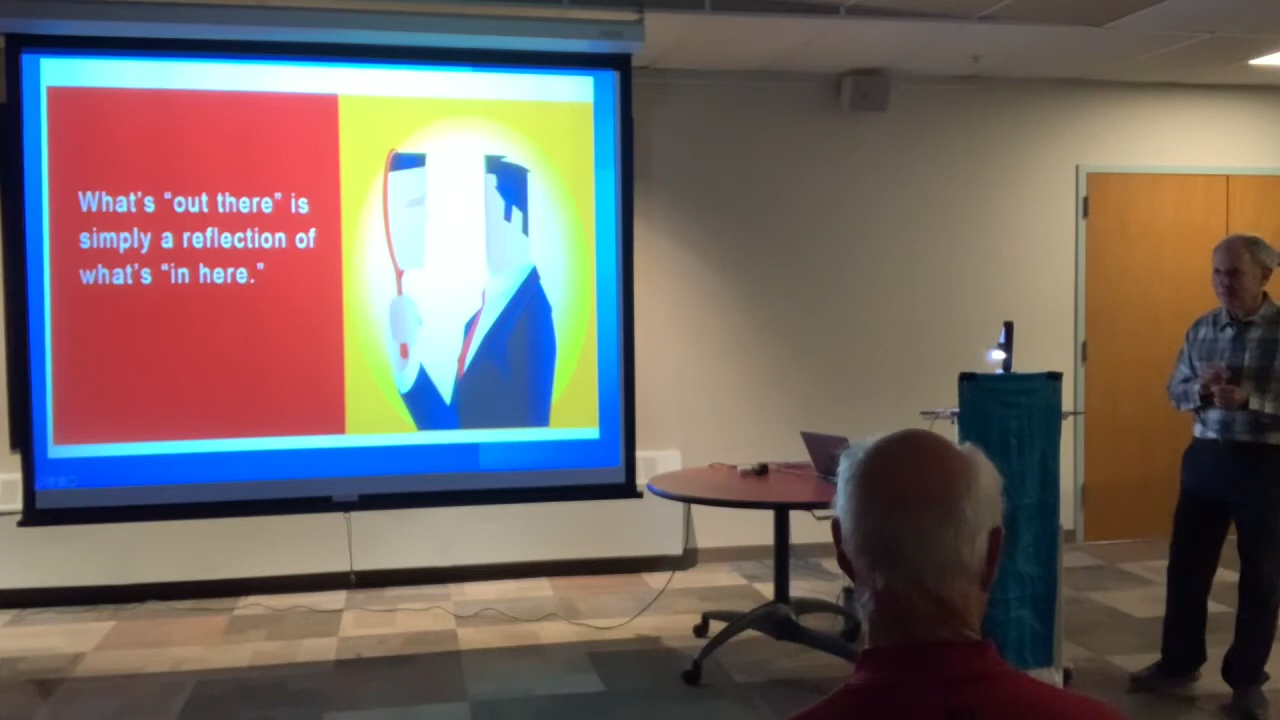 What's "out there" is
simply a reflection of
what's "in here."